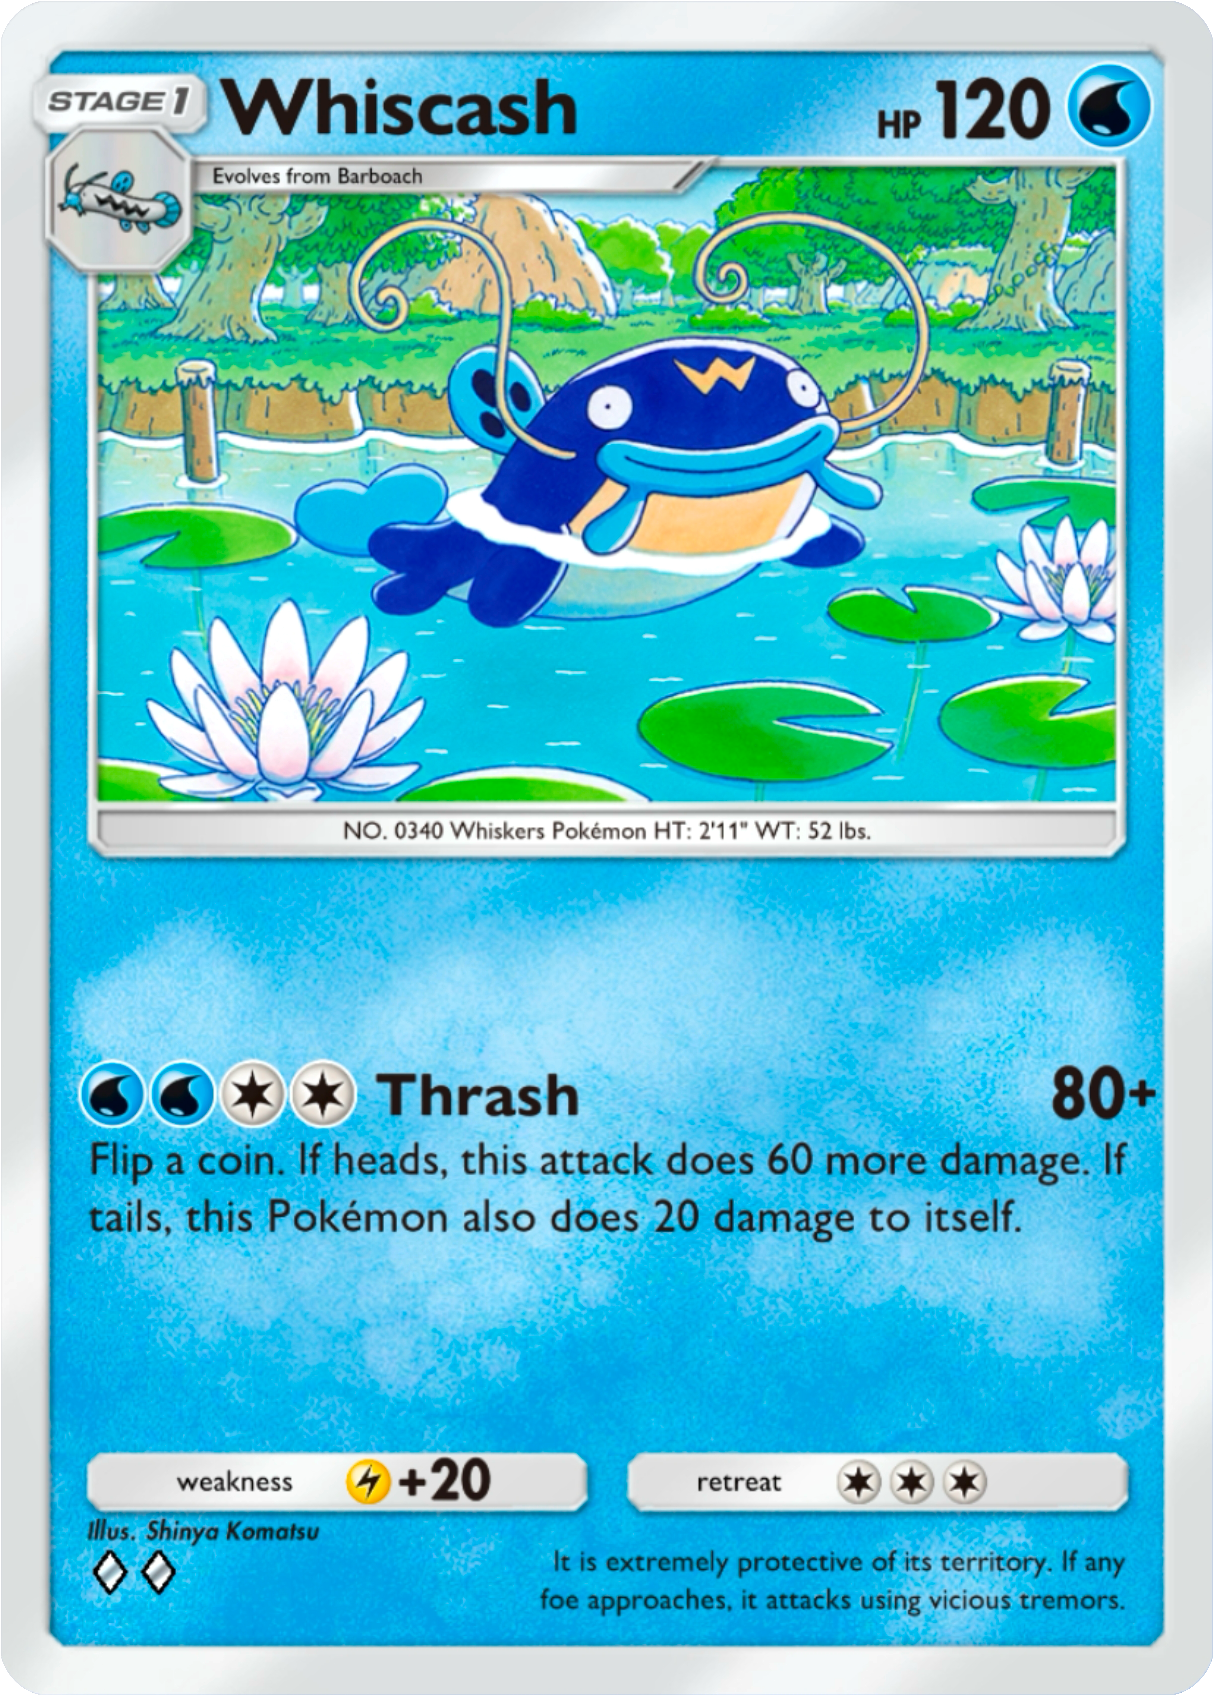 STAGE 1
Whiscash
HP 120
Evolves from Barboach
NO. 0340 Whiskers Pokémon HT: 2'11" WT: 52 lbs.
Thrash
80+
Flip a coin. If heads, this attack does 60 more damage. If
tails, this Pokémon also does 20 damage to itself.
weakness +20
retreat
Illus. Shinya Komatsu
It is extremely protective of its territory. If any
foe approaches, it attacks using vicious tremors.